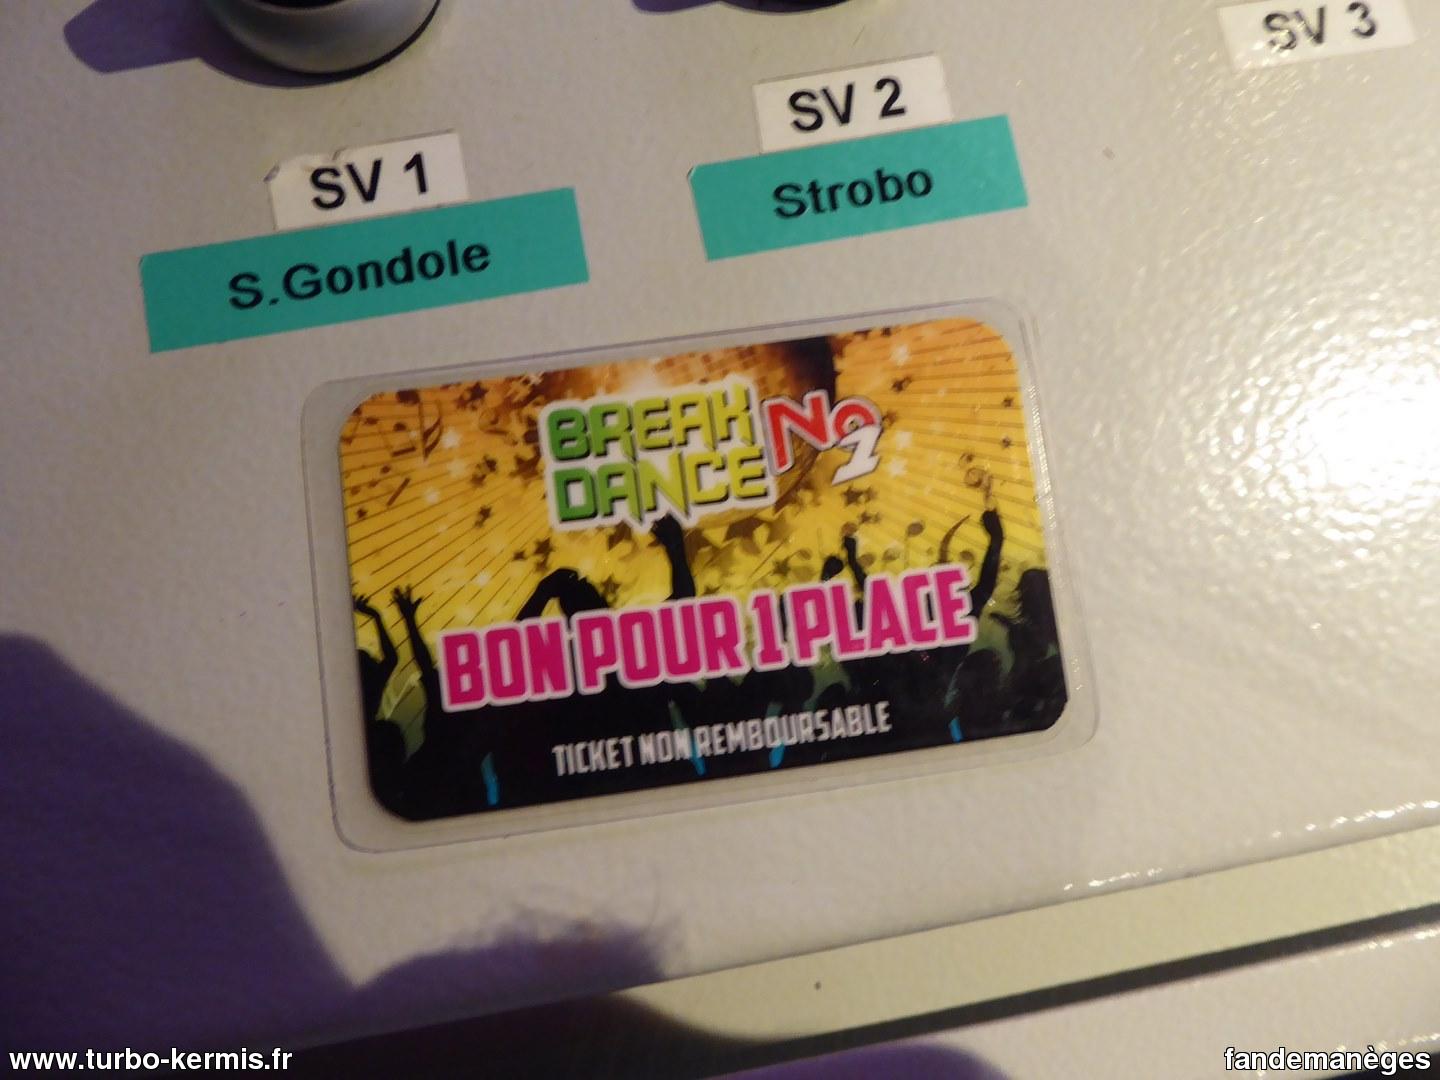 SV 3
SV 2
SV 1
Strobo
S.Gondole
BREAK
DANCE
No
1
BON POUR 1 PLACE
TICKET NON REMBOURSABLE
www.turbo-kermis.fr
fandemanèges